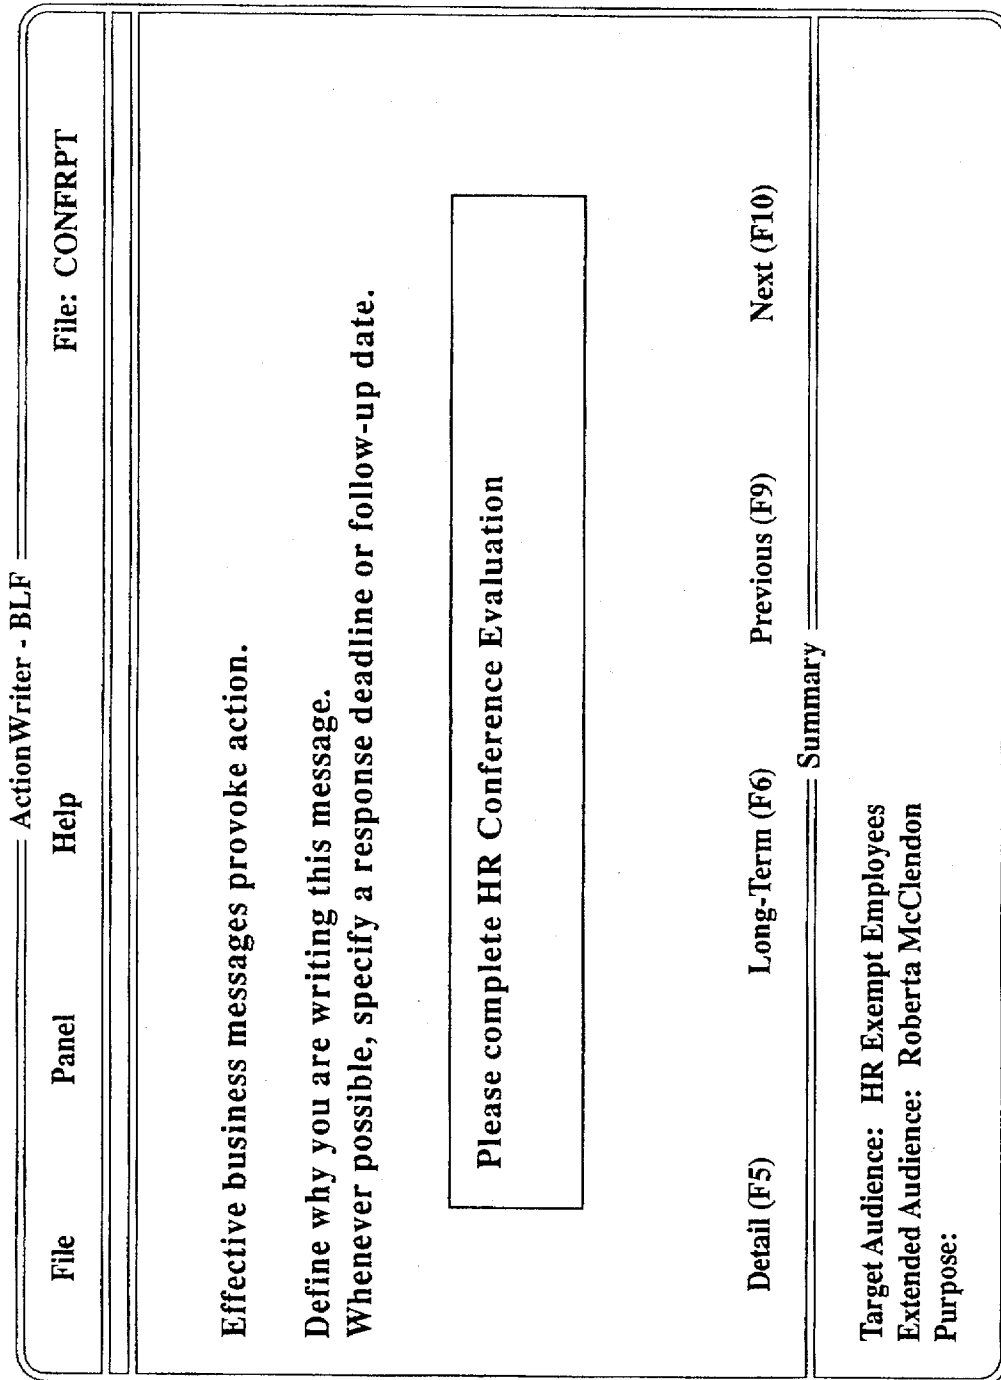 ActionWriter - BLF
File Panel Help File: CONFRPT
Effective business messages provoke action.
Define why you are writing this message.
Whenever possible, specify a response deadline or follow-up date.
Please complete HR Conference Evaluation
Detail (F5) Long-Term (F6) Previous (F9) Next (F10)
Summary
Target Audience: HR Exempt Employees
Extended Audience: Roberta McClendon
Purpose: